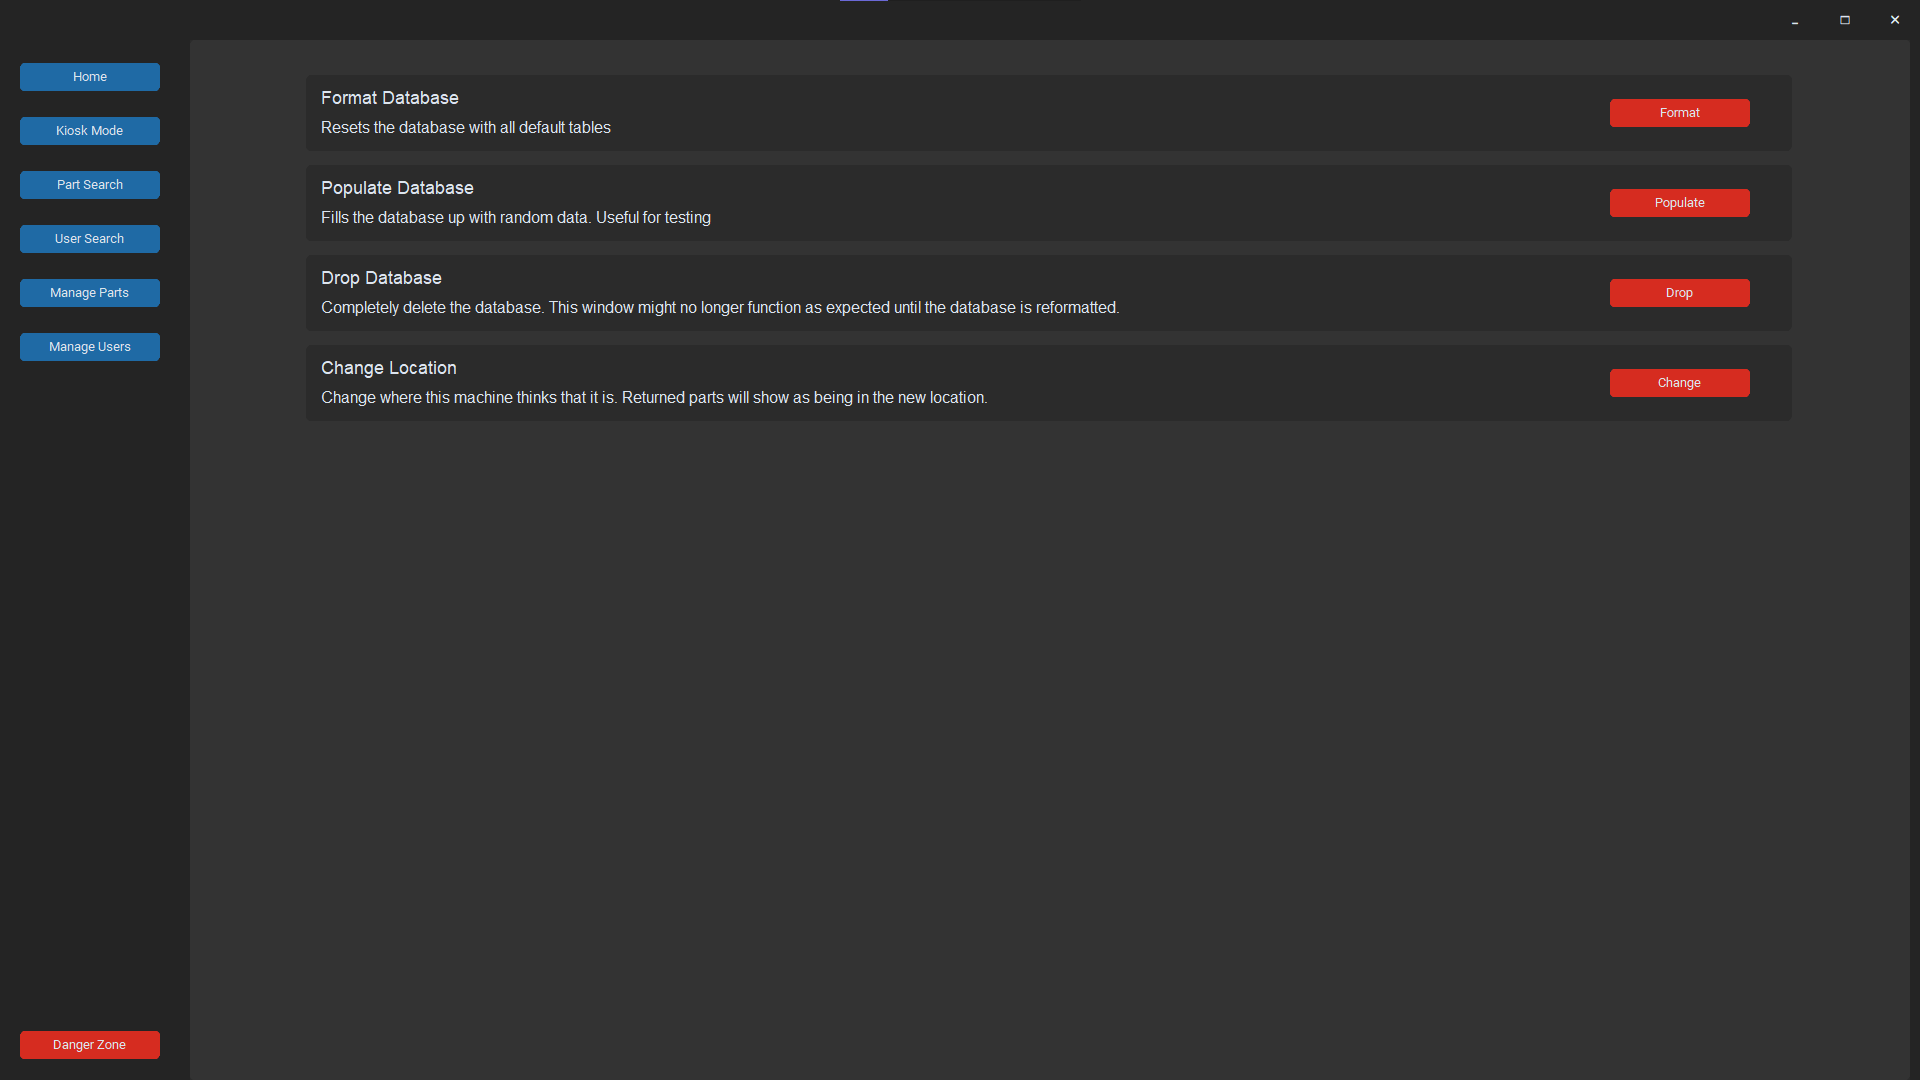 Home
Kiosk Mode
Part Search
User Search
Manage Parts
Manage Users
Danger Zone
Format Database
Resets the database with all default tables
Format
Populate Database
Fills the database up with random data. Useful for testing
Populate
Drop Database
Completely delete the database. This window might no longer function as expected until the database is reformatted.
Drop
Change Location
Change where this machine thinks that it is. Returned parts will show as being in the new location.
Change